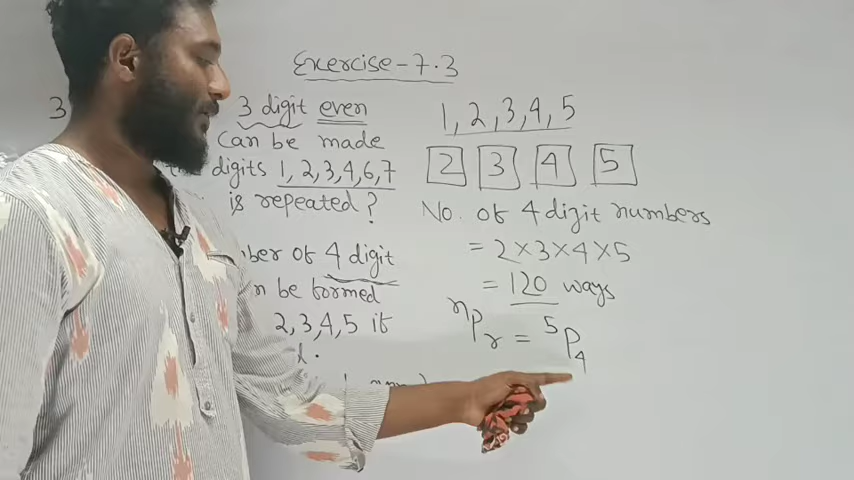 Exercise-7.3
3
3 digit even
can be made
digits 1, 2,3,4,6,7
is repeated?
ber of 4 digit
n be formed
2,3,4,5 if
1,2,3,4,5
2 3 4 5
No. of 4 digit numbers
= 2×3×4×5
= 120 ways
nPr = 5P4